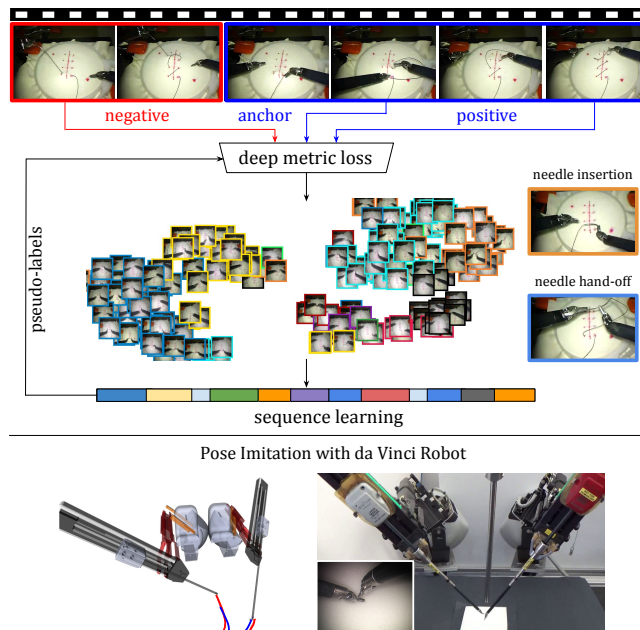 negative
anchor
positive
deep metric loss
needle insertion
needle hand-off
pseudo-labels
sequence learning
Pose Imitation with da Vinci Robot